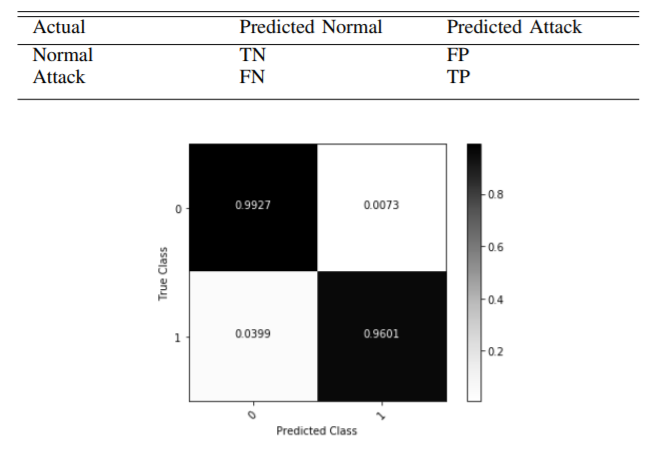 Actual Predicted Normal Predicted Attack
Normal TN FP
Attack FN TP
0 0.9927 0.0073
1 0.0399 0.9601
True Class
0 1
Predicted Class
0.8
0.6
0.4
0.2